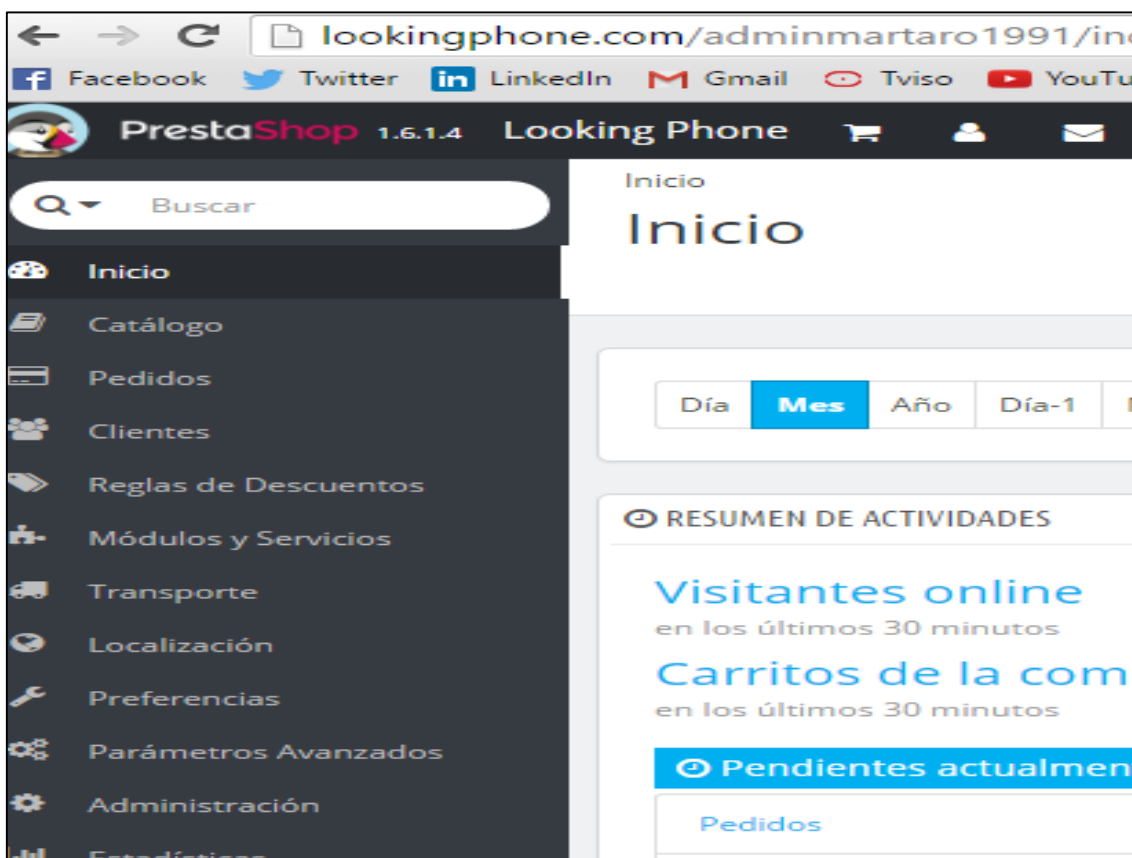 lookingphone.com/adminmartaro1991/in
Facebook Twitter LinkedIn Gmail Tviso YouTu
PrestaShop 1.6.1.4 Looking Phone
Buscar
Inicio
Catálogo
Pedidos
Clientes
Reglas de Descuentos
Módulos y Servicios
Transporte
Localización
Preferencias
Parámetros Avanzados
Administración
Estadísticas
Inicio
Inicio
Día Mes Año Día-1
RESUMEN DE ACTIVIDADES
Visitantes online
en los últimos 30 minutos
Carritos de la com
en los últimos 30 minutos
Pendientes actualmen
Pedidos